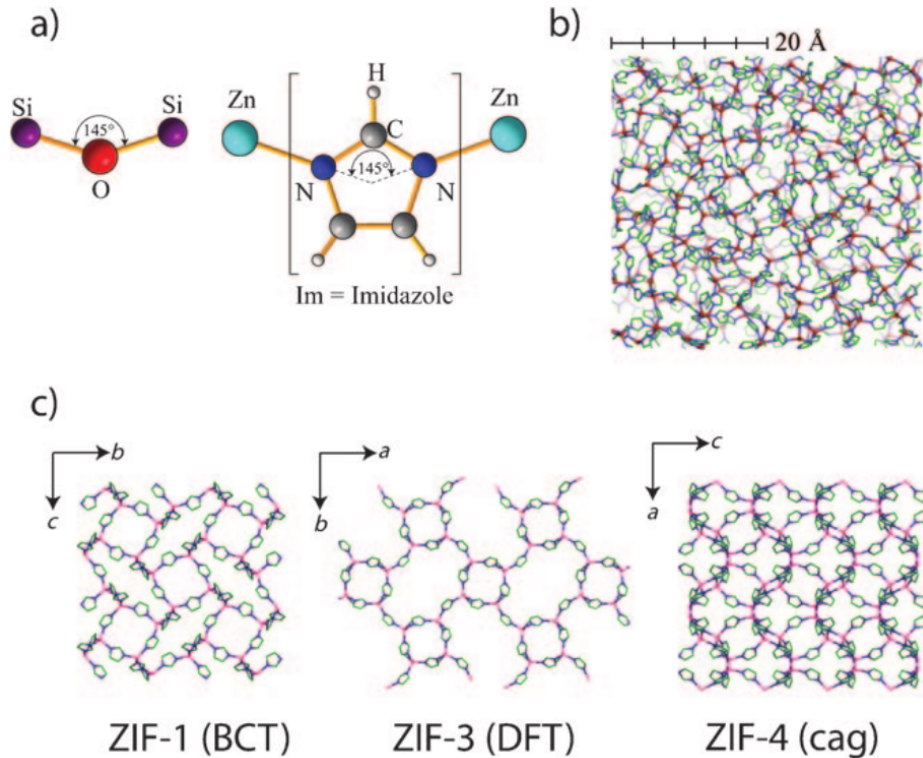 a)
Si
Si
145°
O
Zn
H
C
145°
N
N
Zn
Im = Imidazole
b)
20 Å
c)
b
c
a
b
c
a
ZIF-1 (BCT)
ZIF-3 (DFT)
ZIF-4 (cag)